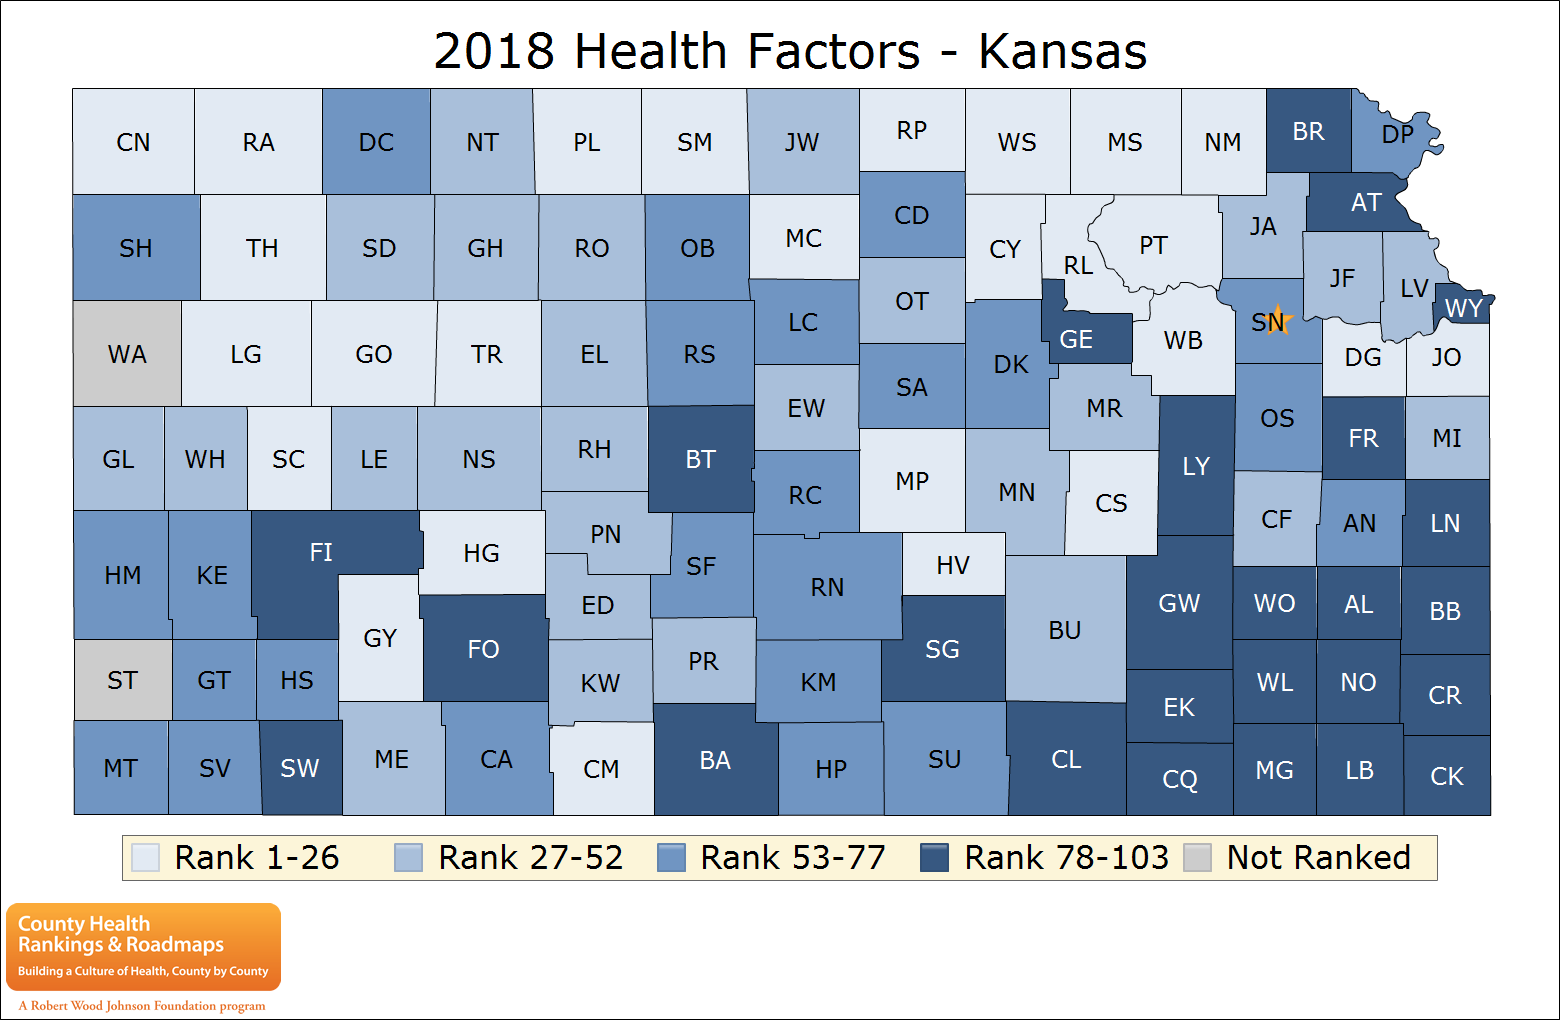 2018 Health Factors - Kansas
CN RA DC NT PL SM JW RP WS MS NM BR DP
SH TH SD GH RO OB MC CD CY RL PT JA AT
JF LV WY
WA LG GO TR EL RS LC OT DK GE WB SN DG JO
GL WH SC LE NS RH BT EW SA MR OS FR MI
RC MP MN CS LY CF AN LN
HM KE FI HG PN SF RN HV
GY ED BU GW WO AL BB
ST GT HS FO KW PR KM SG EK WL NO CR
MT SV SW ME CA CM BA HP SU CL CQ MG LB CK
Rank 1-26 Rank 27-52 Rank 53-77 Rank 78-103 Not Ranked
County Health
Rankings & Roadmaps
Building a Culture of Health, County by County
A Robert Wood Johnson Foundation program